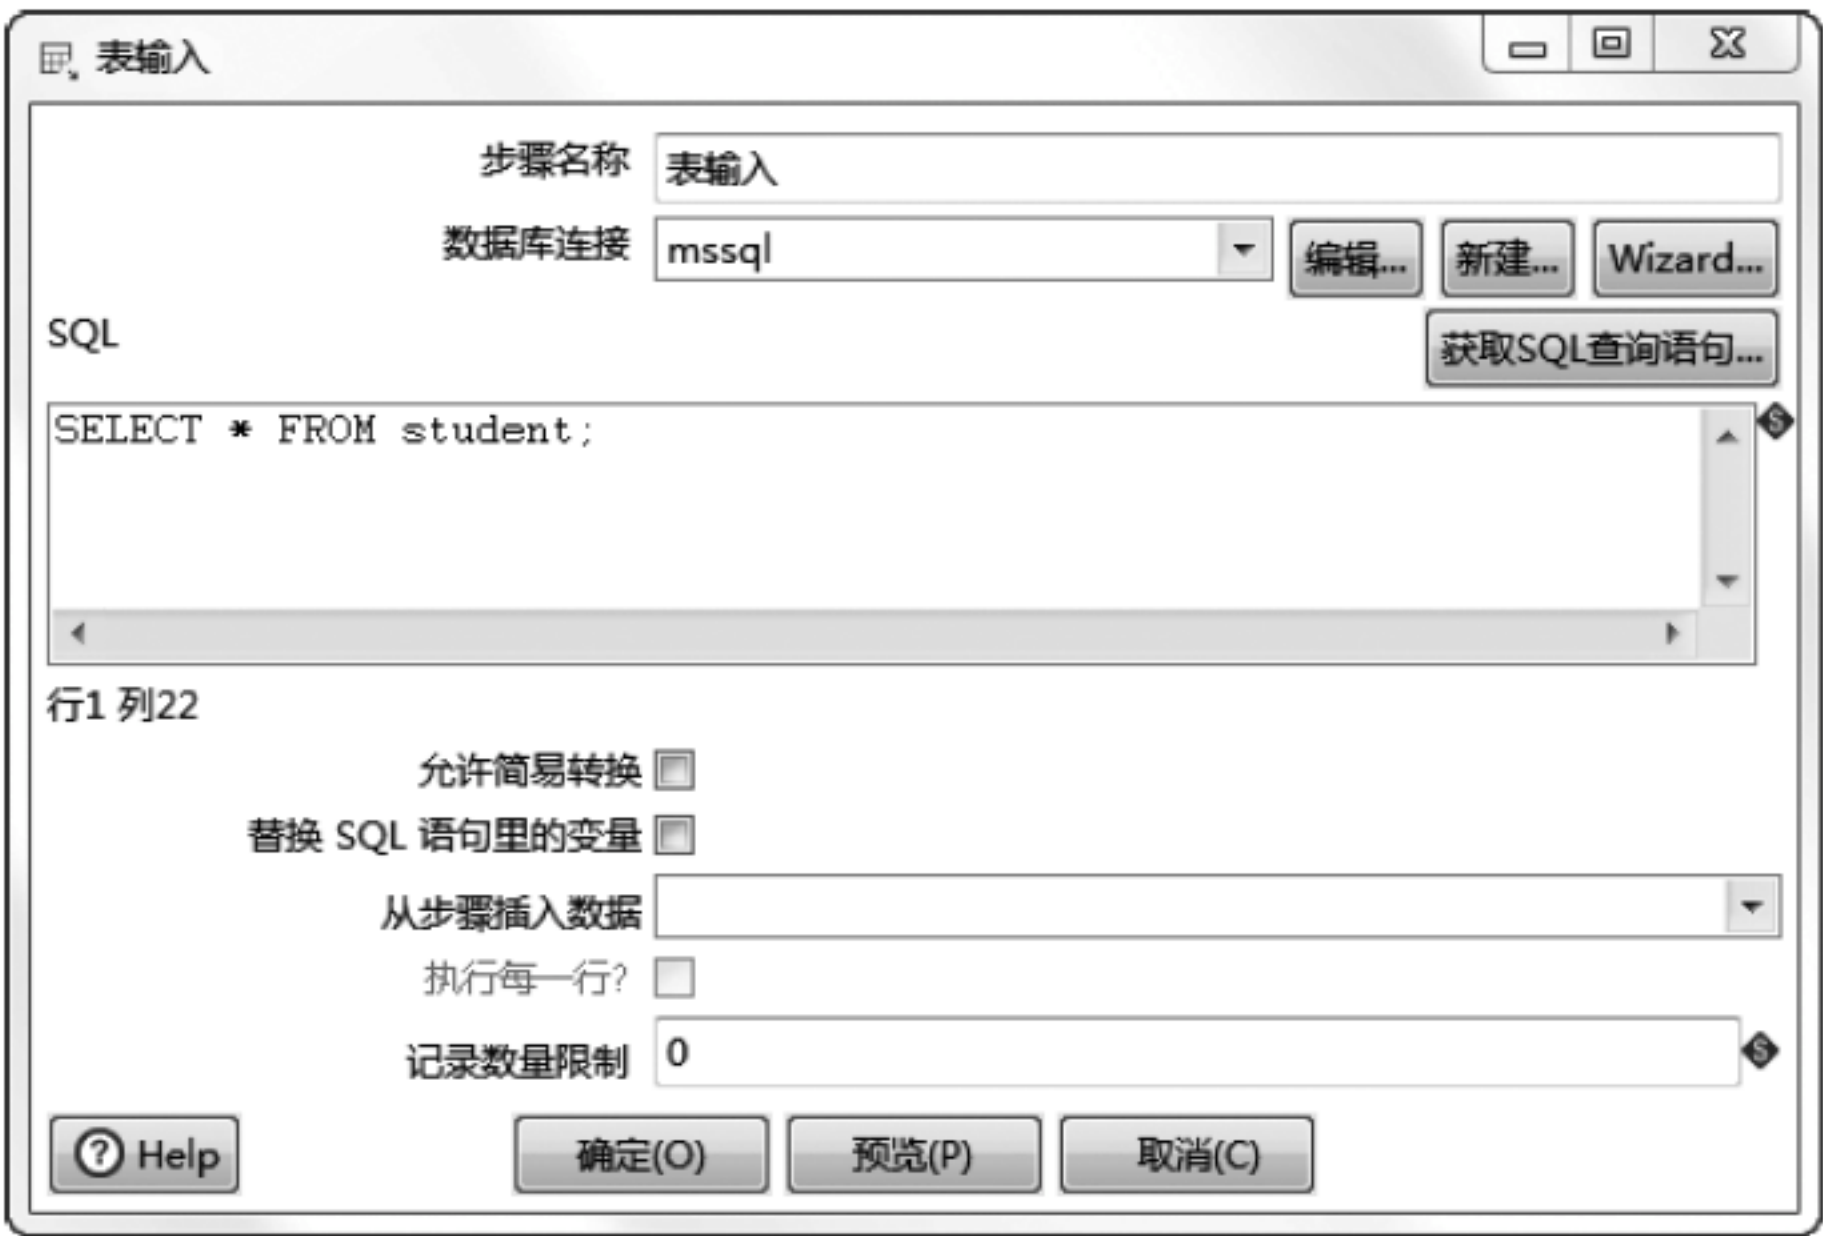 表输入
步骤名称 表输入
数据库连接 mssql 编辑... 新建... Wizard...
SQL 获取SQL查询语句...
SELECT * FROM student;
行1 列22
允许简易转换
替换 SQL 语句里的变量
从步骤插入数据
执行每一行?
记录数量限制 0
Help 确定(O) 预览(P) 取消(C)